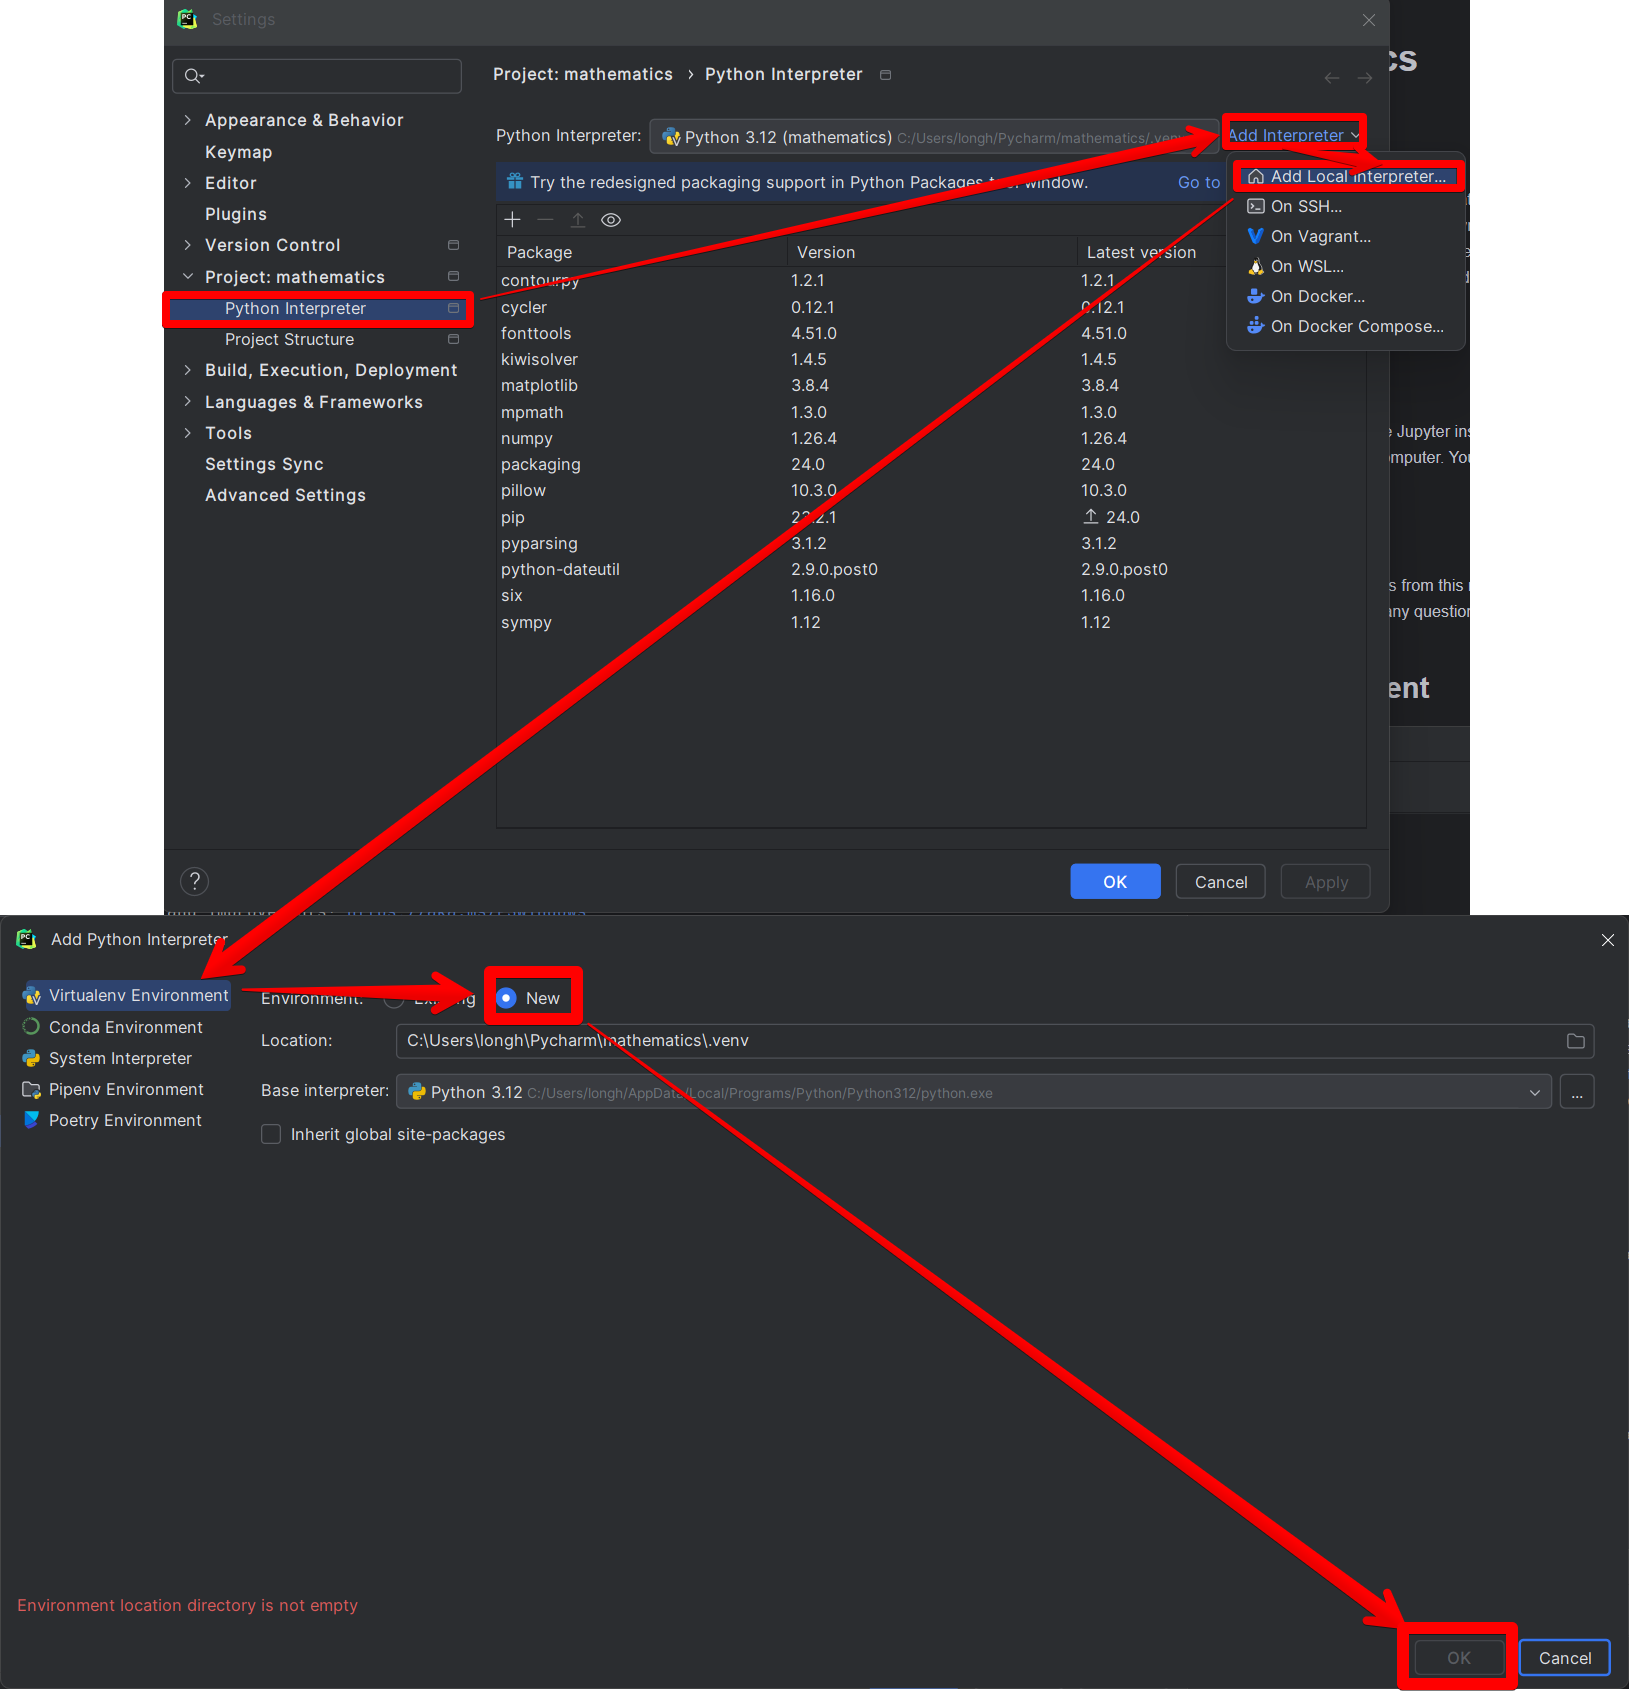 Settings
Project: mathematics › Python Interpreter
Appearance & Behavior
Keymap
Editor
Plugins
Version Control
Project: mathematics
Python Interpreter
Project Structure
Build, Execution, Deployment
Languages & Frameworks
Tools
Settings Sync
Advanced Settings
Python Interpreter: Python 3.12 (mathematics) C:/Users/longh/Pycharm/mathematics/.venv
Add Interpreter
Try the redesigned packaging support in Python Packages window. Go to
Add Local Interpreter...
On SSH...
On Vagrant...
On WSL...
On Docker...
On Docker Compose...
Package Version Latest version
contourpy 1.2.1 1.2.1
cycler 0.12.1 0.12.1
fonttools 4.51.0 4.51.0
kiwisolver 1.4.5 1.4.5
matplotlib 3.8.4 3.8.4
mpmath 1.3.0 1.3.0
numpy 1.26.4 1.26.4
packaging 24.0 24.0
pillow 10.3.0 10.3.0
pip 24.0
pyparsing 3.1.2 3.1.2
python-dateutil 2.9.0.post0 2.9.0.post0
six 1.16.0 1.16.0
sympy 1.12 1.12
cs
Jupyter ins
mputer. You
s from this
any question
ent
?
OK Cancel Apply
Add Python Interpreter
Virtualenv Environment
Conda Environment
System Interpreter
Pipenv Environment
Poetry Environment
Environment: Existing New
Location: C:\Users\longh\Pycharm\mathematics\.venv
Base interpreter: Python 3.12 C:/Users/longh/AppData/Local/Programs/Python/Python312/python.exe ...
Inherit global site-packages
Environment location directory is not empty
OK Cancel